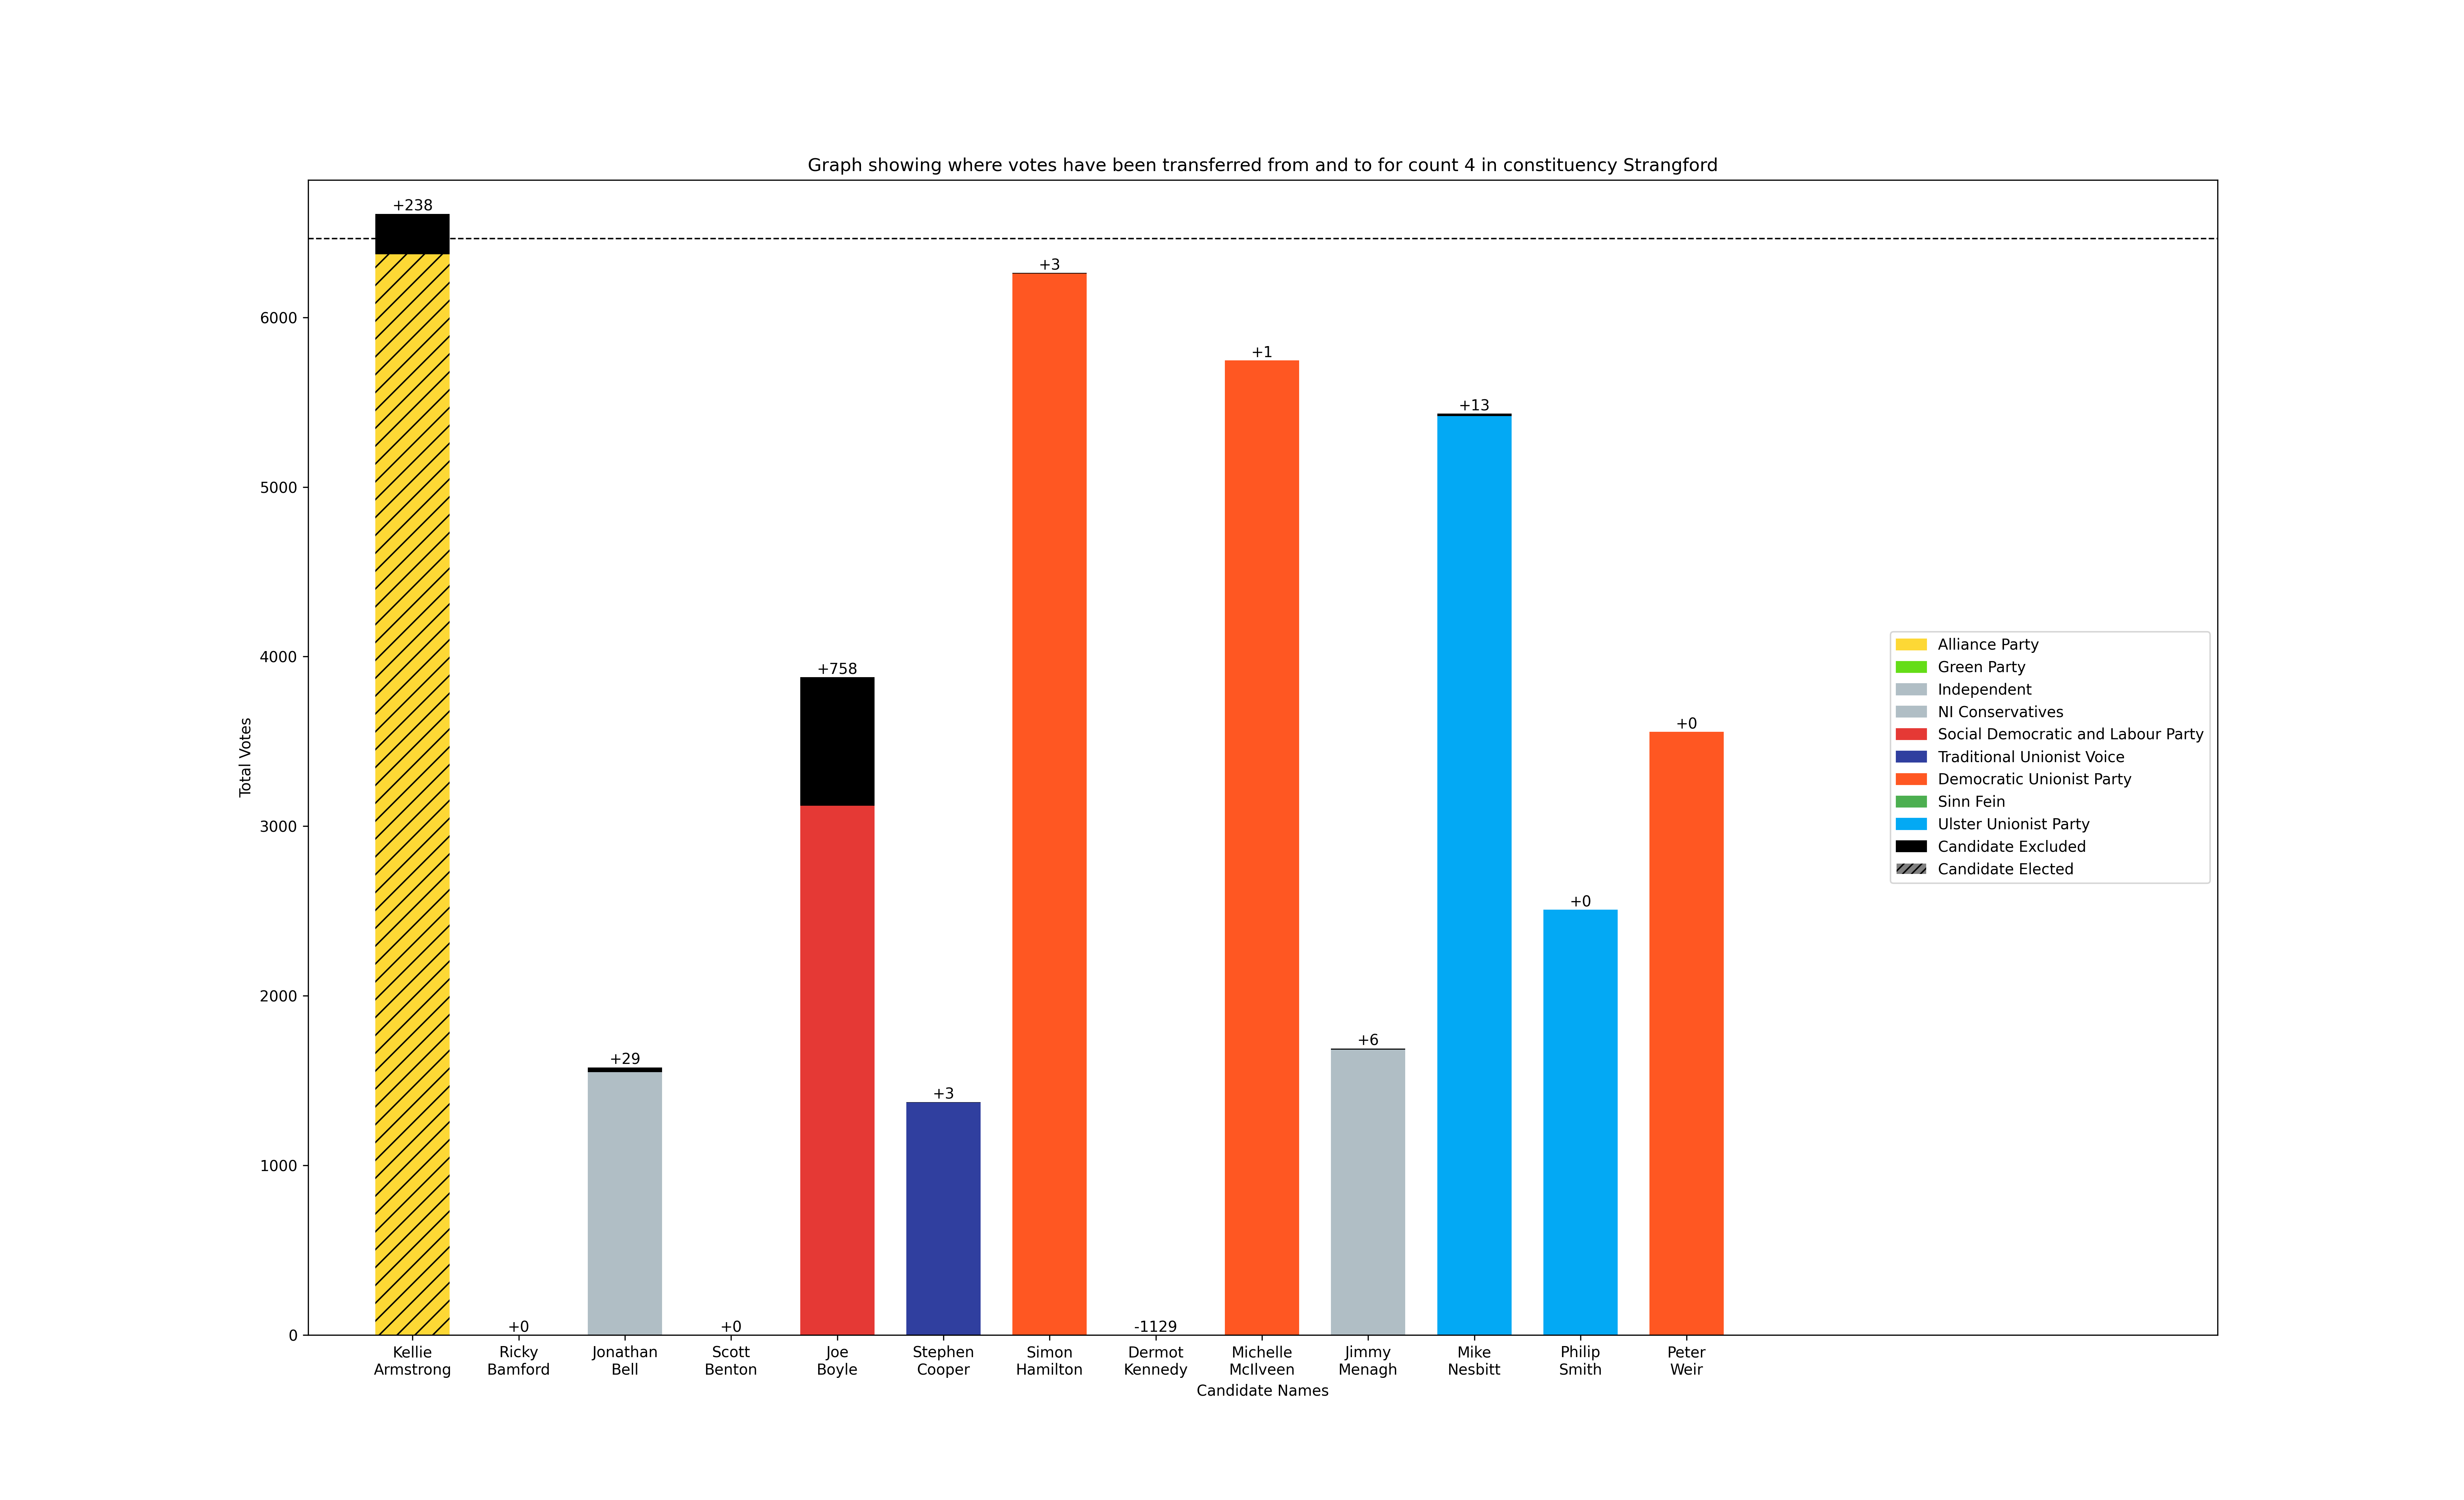 Graph showing where votes have been transferred from and to for count 4 in constituency Strangford
+238
+3
+1
+13
+758
+0
+0
+29
+3
+6
+0
+0
-1129
Total Votes
6000
5000
4000
3000
2000
1000
0
Alliance Party
Green Party
Independent
NI Conservatives
Social Democratic and Labour Party
Traditional Unionist Voice
Democratic Unionist Party
Sinn Fein
Ulster Unionist Party
Candidate Excluded
Candidate Elected
Kellie
Armstrong
Ricky
Bamford
Jonathan
Bell
Scott
Benton
Joe
Boyle
Stephen
Cooper
Simon
Hamilton
Dermot
Kennedy
Michelle
McIlveen
Jimmy
Menagh
Mike
Nesbitt
Philip
Smith
Peter
Weir
Candidate Names